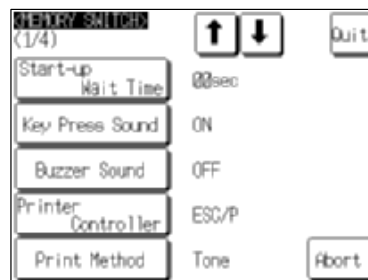 <MEMORY SWITCH>
(1/4)
Quit
Start-up
Wait Time
00sec
Key Press Sound
ON
Buzzer Sound
OFF
Printer
Controller
ESC/P
Print Method
Tone
Abort